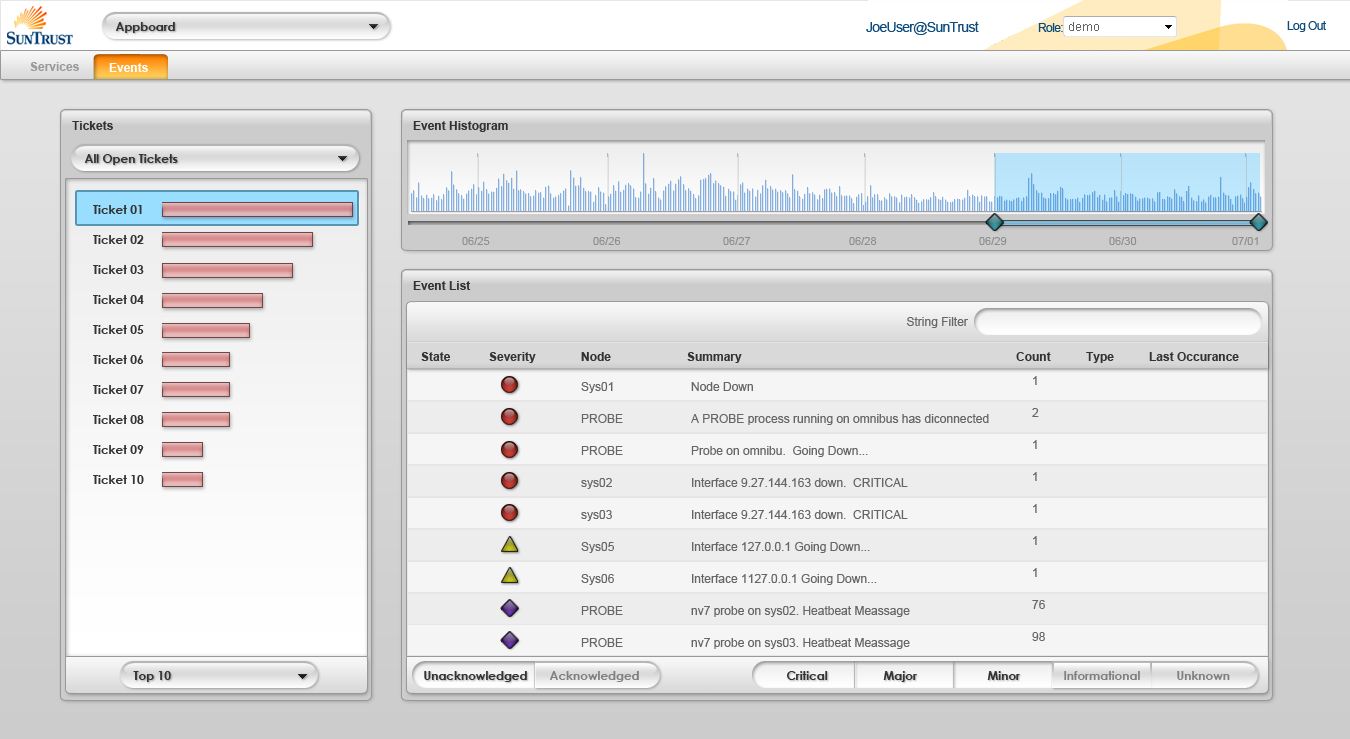 SUNTRUST
Appboard
JoeUser@SunTrust
Role: demo
Log Out
Services
Events
Tickets
All Open Tickets
Ticket 01
Ticket 02
Ticket 03
Ticket 04
Ticket 05
Ticket 06
Ticket 07
Ticket 08
Ticket 09
Ticket 10
Top 10
Event Histogram
06/25 06/26 06/27 06/28 06/29 06/30 07/01
Event List
String Filter
State Severity Node Summary Count Type Last Occurance
Sys01 Node Down 1
PROBE A PROBE process running on omnibus has diconnected 2
PROBE Probe on omnibu. Going Down... 1
sys02 Interface 9.27.144.163 down. CRITICAL 1
sys03 Interface 9.27.144.163 down. CRITICAL 1
Sys05 Interface 127.0.0.1 Going Down... 1
Sys06 Interface 1127.0.0.1 Going Down... 1
PROBE nv7 probe on sys02. Heatbeat Meassage 76
PROBE nv7 probe on sys03. Heatbeat Meassage 98
Unacknowledged Acknowledged Critical Major Minor Informational Unknown